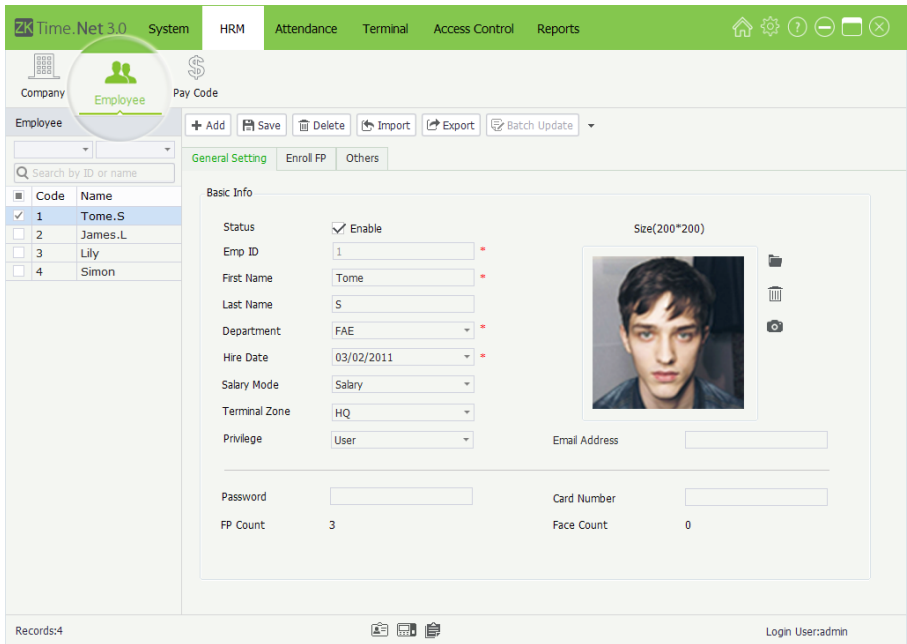 ZK Time.Net 3.0 System HRM Attendance Terminal Access Control Reports
Company Employee Pay Code
Employee
+ Add Save Delete Import Export Batch Update
Search by ID or name
General Setting Enroll FP Others
Code Name
1 Tome.S
2 James.L
3 Lily
4 Simon
Basic Info
Status Enable Size(200*200)
Emp ID 1 *
First Name Tome *
Last Name S
Department FAE *
Hire Date 03/02/2011 *
Salary Mode Salary
Terminal Zone HQ
Privilege User Email Address
Password Card Number
FP Count 3 Face Count 0
Records:4 Login User:admin